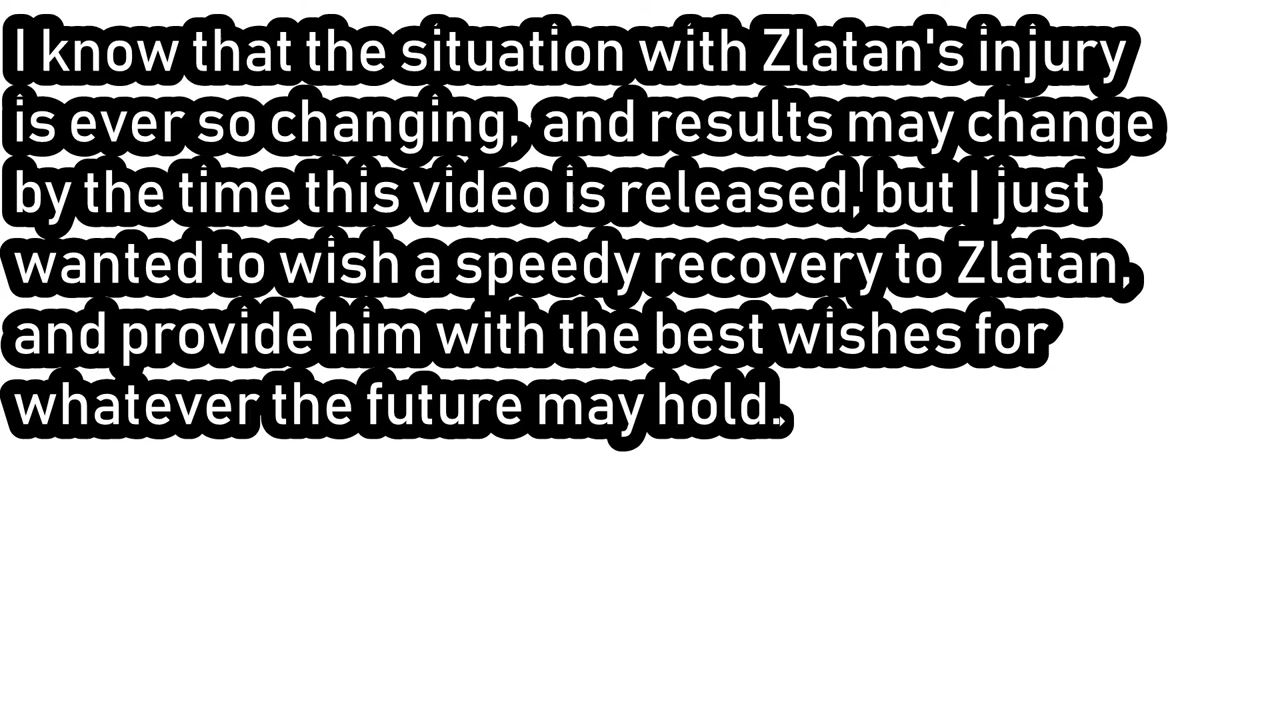 I know that the situation with Zlatan's injury
is ever so changing, and results may change
by the time this video is released, but I just
wanted to wish a speedy recovery to Zlatan,
and provide him with the best wishes for
whatever the future may hold.